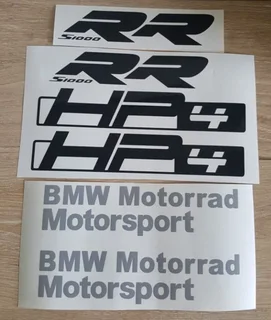 S1000 RR
S1000 RR
HP4
HP4
BMW Motorrad
Motorsport
BMW Motorrad
Motorsport